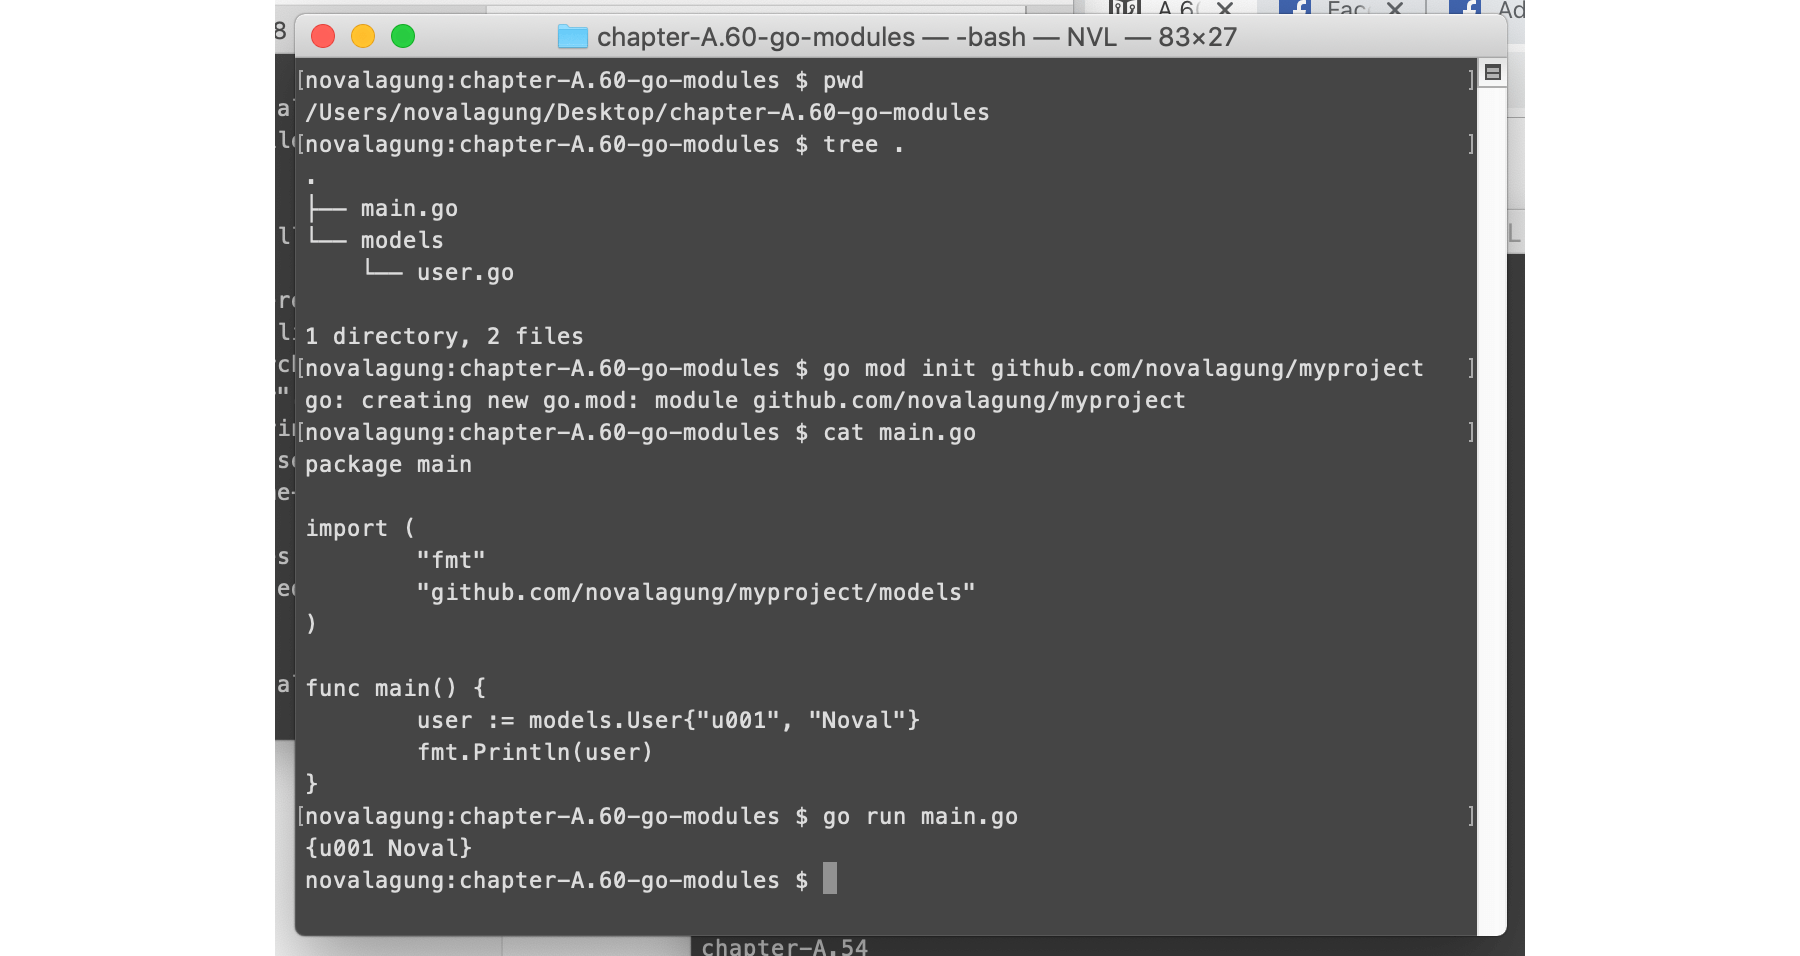 chapter-A.60-go-modules — -bash — NVL — 83×27
[novalagung:chapter-A.60-go-modules $ pwd ]
/Users/novalagung/Desktop/chapter-A.60-go-modules
[novalagung:chapter-A.60-go-modules $ tree . ]
.
├── main.go
└── models
    └── user.go
1 directory, 2 files
[novalagung:chapter-A.60-go-modules $ go mod init github.com/novalagung/myproject ]
go: creating new go.mod: module github.com/novalagung/myproject
[novalagung:chapter-A.60-go-modules $ cat main.go ]
package main
import (
        "fmt"
        "github.com/novalagung/myproject/models"
)
func main() {
        user := models.User{"u001", "Noval"}
        fmt.Println(user)
}
[novalagung:chapter-A.60-go-modules $ go run main.go ]
{u001 Noval}
novalagung:chapter-A.60-go-modules $
chapter-A.54